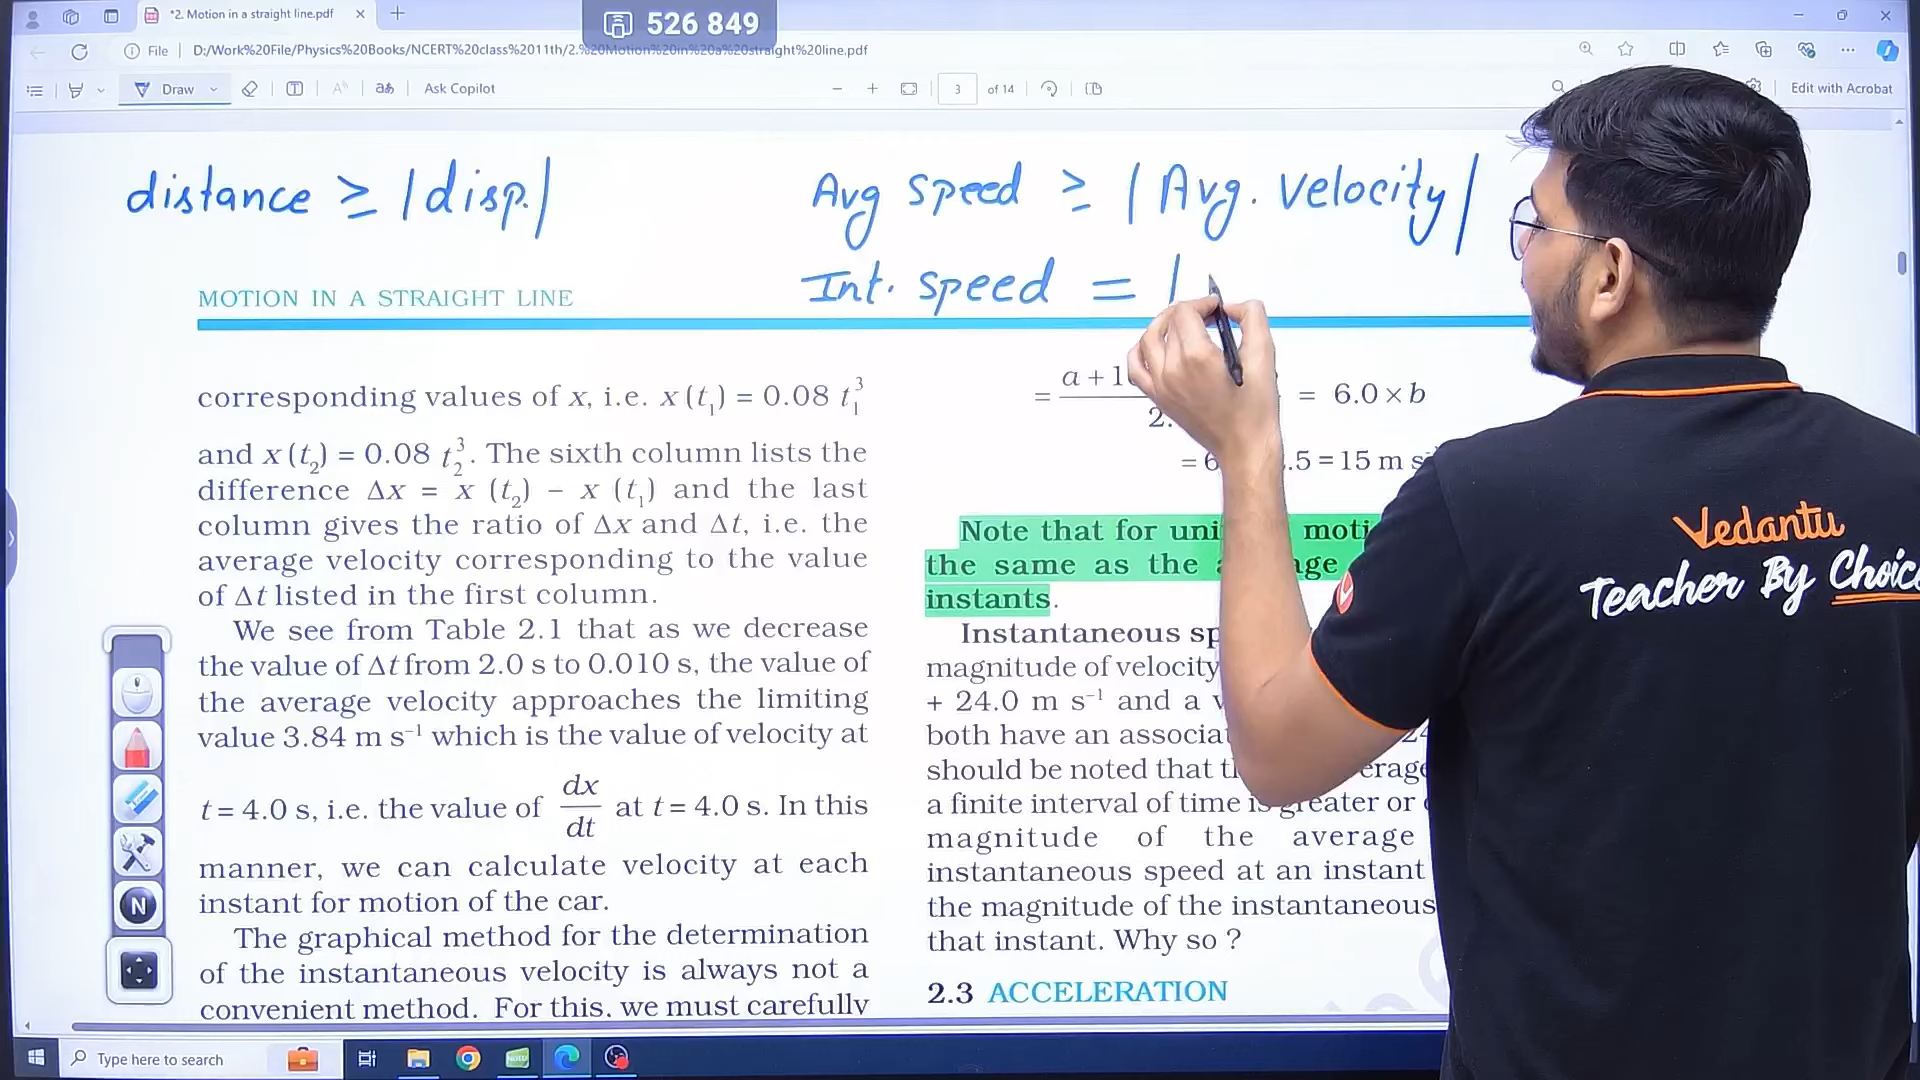 *2. Motion in a straight line.pdf
526 849
File D:/Work%20File/Physics%20Books/NCERT%20class%2011th/2.%20Motion%20in%20a%20straight%20line.pdf
Draw Ask Copilot 3 of 14 Edit with Acrobat
distance ≥ |disp.|
Avg speed ≥ |Avg. velocity|
Int. speed = |
MOTION IN A STRAIGHT LINE
corresponding values of x, i.e. x (t₁) = 0.08 t₁³
and x (t₂) = 0.08 t₂³. The sixth column lists the
difference Δx = x (t₂) – x (t₁) and the last
column gives the ratio of Δx and Δt, i.e. the
average velocity corresponding to the value
of Δt listed in the first column.
We see from Table 2.1 that as we decrease
the value of Δt from 2.0 s to 0.010 s, the value of
the average velocity approaches the limiting
value 3.84 m s⁻¹ which is the value of velocity at
t = 4.0 s, i.e. the value of dx/dt at t = 4.0 s. In this
manner, we can calculate velocity at each
instant for motion of the car.
The graphical method for the determination
of the instantaneous velocity is always not a
convenient method. For this, we must carefully
= a + 1
2.
= 6.0 × b
= 6 .5 = 15 m s
Note that for uni moti
the same as the a age
instants.
Instantaneous sp
magnitude of velocity
+ 24.0 m s⁻¹ and a v
both have an associat 24
should be noted that t erage
a finite interval of time is greater or
magnitude of the average
instantaneous speed at an instant
the magnitude of the instantaneous
that instant. Why so ?
2.3 ACCELERATION
Vedantu
Teacher By Choice
N
Type here to search